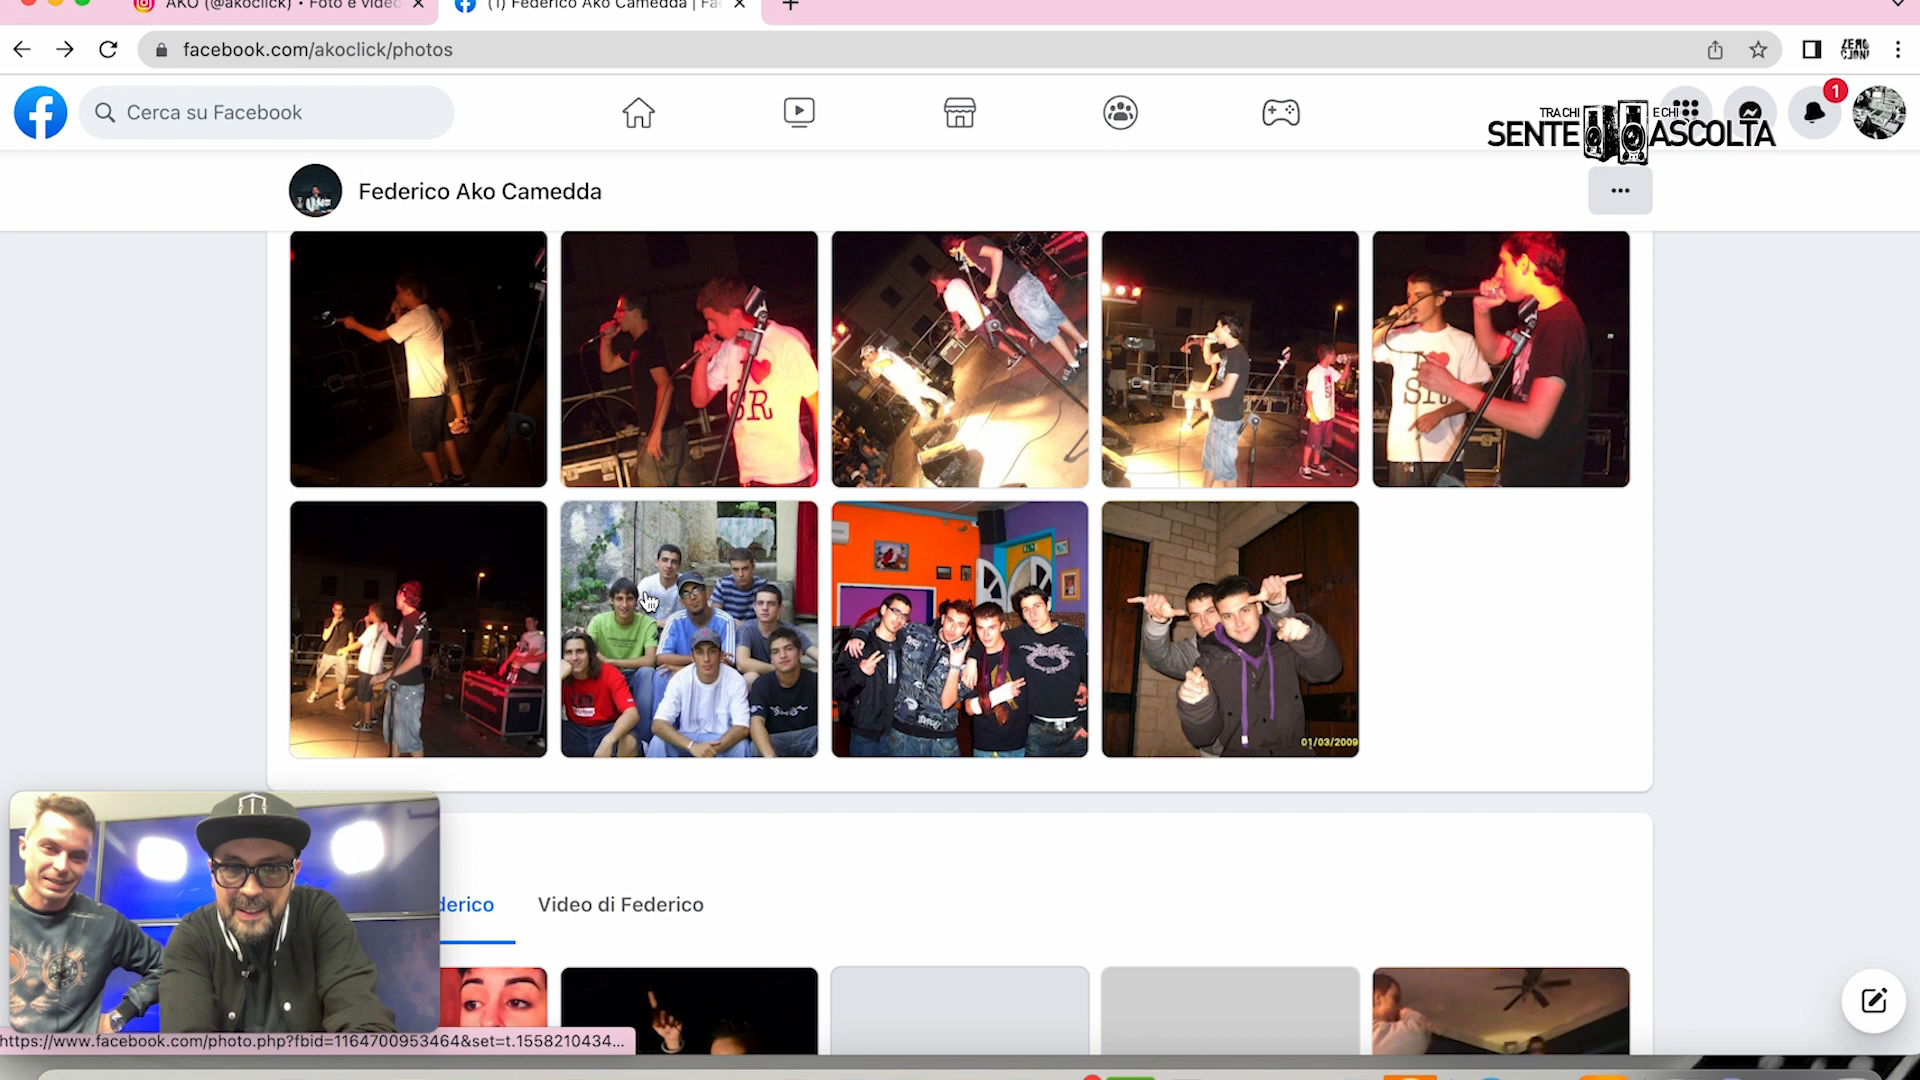 AKO (@akoclick) • Foto e video
(1) Federico Ako Camedda | Fac
facebook.com/akoclick/photos
Cerca su Facebook
1
TRA CHI
E CHI
SENTE
ASCOLTA
Federico Ako Camedda
I
SR
I
SR
01/03/2009
derico
Video di Federico
https://www.facebook.com/photo.php?fbid=1164700953464&set=t.1558210434...